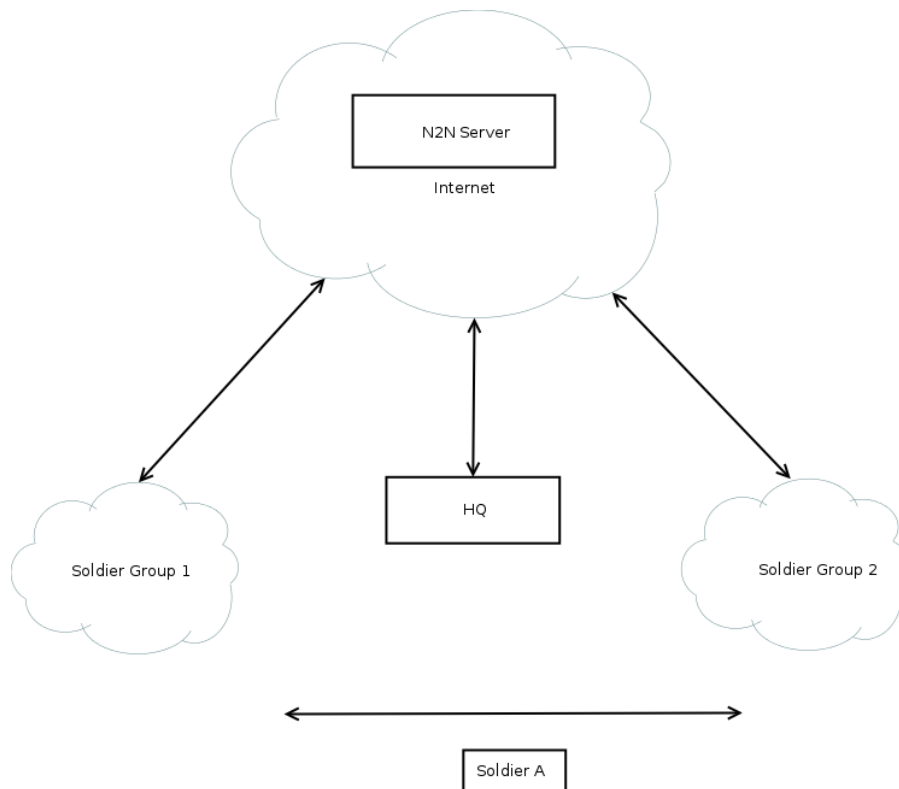 N2N Server
Internet
HQ
Soldier Group 1
Soldier Group 2
Soldier A